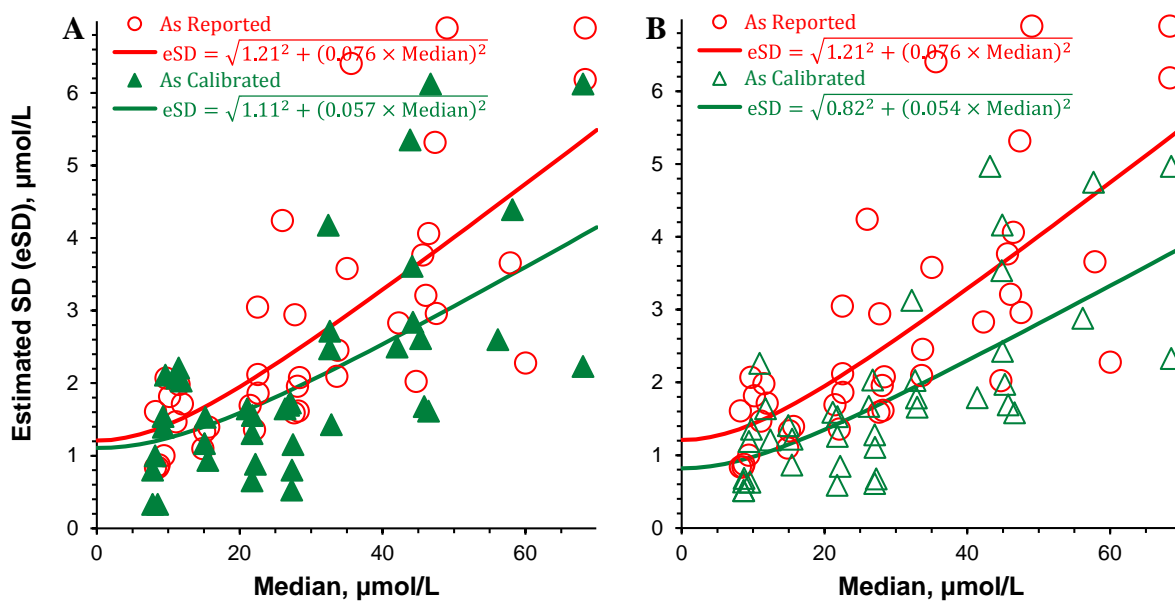 A
As Reported
eSD = √1.21² + (0.076 × Median)²
As Calibrated
eSD = √1.11² + (0.057 × Median)²
Estimated SD (eSD), µmol/L
6
5
4
3
2
1
0
0 20 40 60
Median, µmol/L
B
As Reported
eSD = √1.21² + (0.076 × Median)²
As Calibrated
eSD = √0.82² + (0.054 × Median)²
6
5
4
3
2
1
0
0 20 40 60
Median, µmol/L